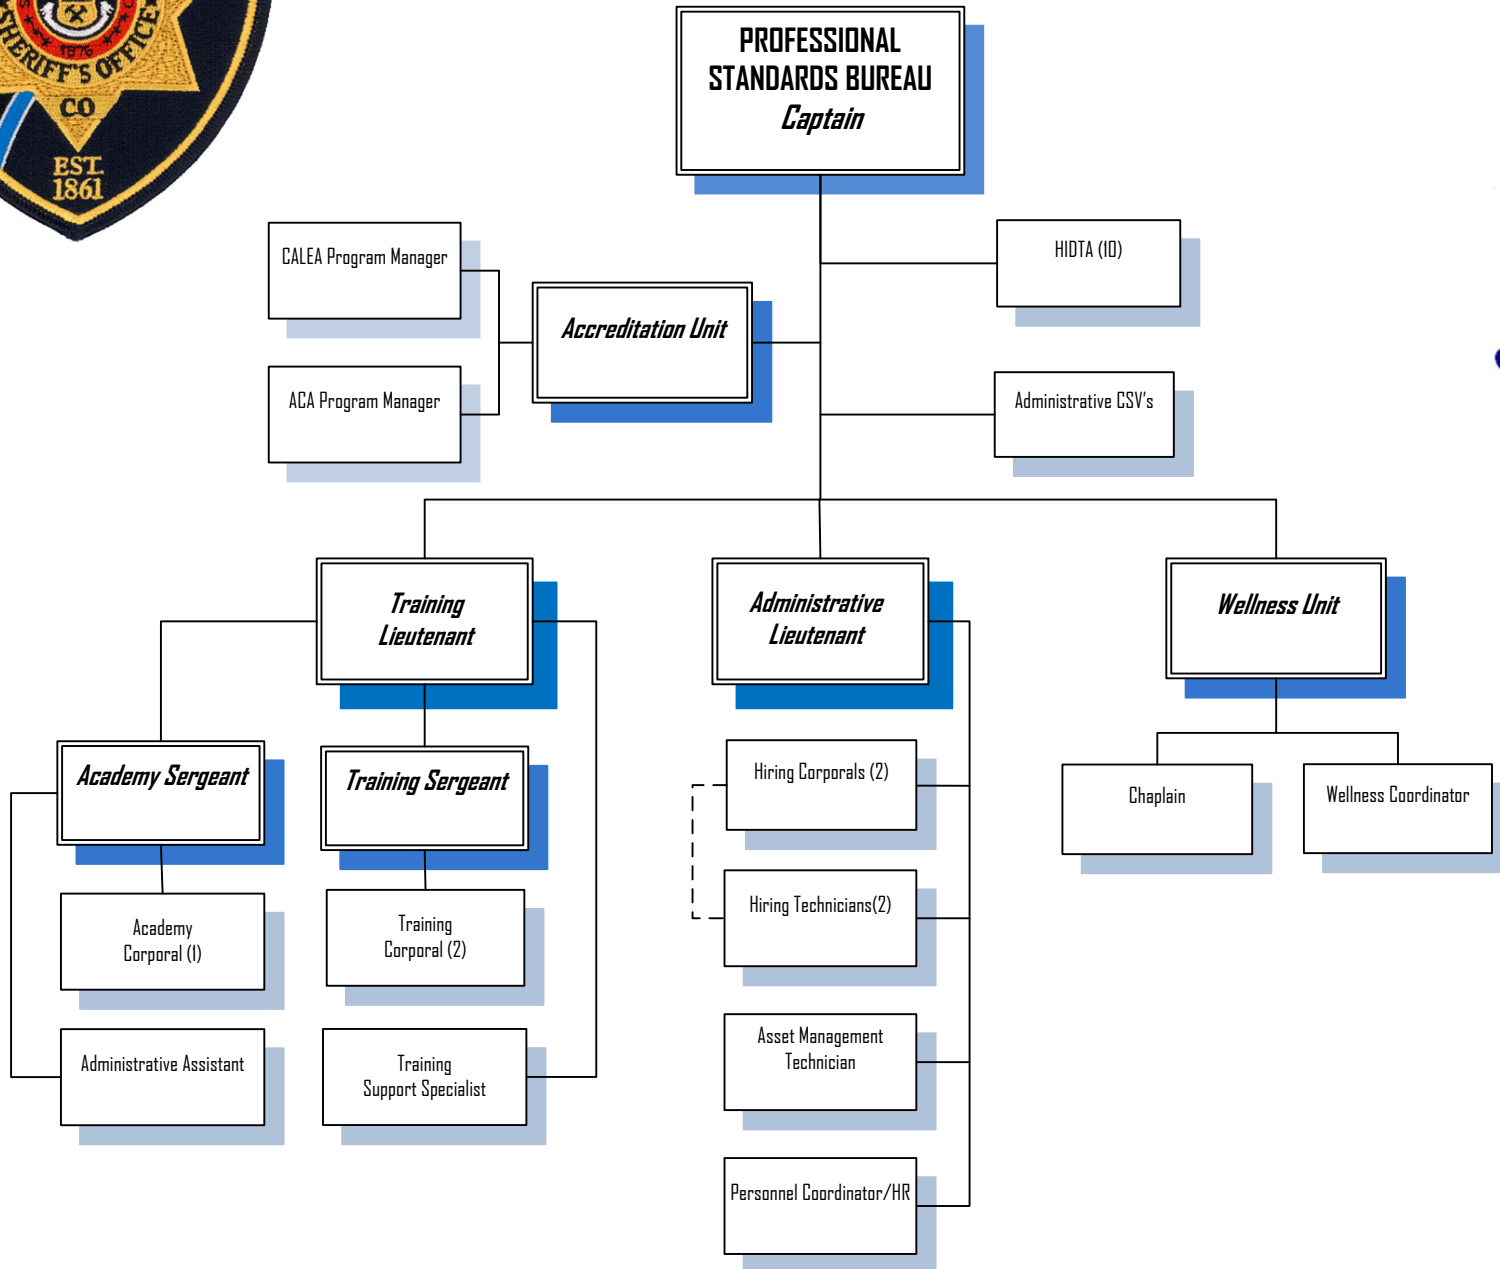 1876
SHERIFF'S OFFICE
CO
EST.
1861
PROFESSIONAL
STANDARDS BUREAU
Captain
CALEA Program Manager
HIDTA (10)
Accreditation Unit
ACA Program Manager
Administrative CSV's
Training
Lieutenant
Administrative
Lieutenant
Wellness Unit
Academy Sergeant
Training Sergeant
Hiring Corporals (2)
Chaplain
Wellness Coordinator
Academy
Corporal (1)
Training
Corporal (2)
Hiring Technicians(2)
Administrative Assistant
Training
Support Specialist
Asset Management
Technician
Personnel Coordinator/HR